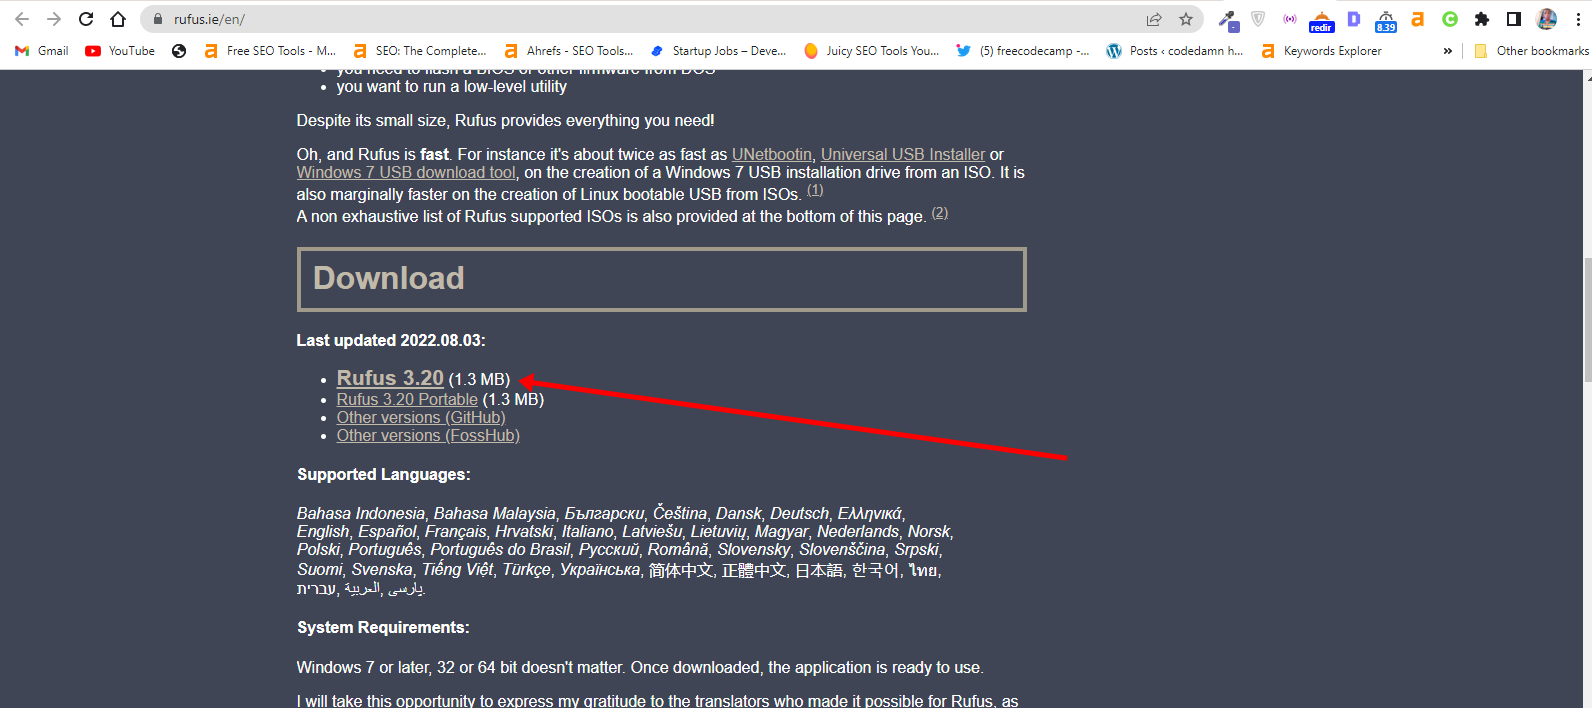 rufus.ie/en/
redir
8.39
Gmail
YouTube
Free SEO Tools - M...
SEO: The Complete...
Ahrefs - SEO Tools...
Startup Jobs – Deve...
Juicy SEO Tools You...
(5) freecodecamp -...
Posts ‹ codedamn h...
Keywords Explorer
»
Other bookmarks
you need to flash a BIOS or other firmware from DOS
• you want to run a low-level utility
Despite its small size, Rufus provides everything you need!
Oh, and Rufus is fast. For instance it's about twice as fast as UNetbootin, Universal USB Installer or
Windows 7 USB download tool, on the creation of a Windows 7 USB installation drive from an ISO. It is
also marginally faster on the creation of Linux bootable USB from ISOs. (1)
A non exhaustive list of Rufus supported ISOs is also provided at the bottom of this page. (2)
Download
Last updated 2022.08.03:
• Rufus 3.20 (1.3 MB)
• Rufus 3.20 Portable (1.3 MB)
• Other versions (GitHub)
• Other versions (FossHub)
Supported Languages:
Bahasa Indonesia, Bahasa Malaysia, Български, Čeština, Dansk, Deutsch, Ελληνικά,
English, Español, Français, Hrvatski, Italiano, Latviešu, Lietuvių, Magyar, Nederlands, Norsk,
Polski, Português, Português do Brasil, Русский, Română, Slovensky, Slovenščina, Srpski,
Suomi, Svenska, Tiếng Việt, Türkçe, Українська, 简体中文, 正體中文, 日本語, 한국어, ไทย,
עברית, العربية, پارسی.
System Requirements:
Windows 7 or later, 32 or 64 bit doesn't matter. Once downloaded, the application is ready to use.
I will take this opportunity to express my gratitude to the translators who made it possible for Rufus, as